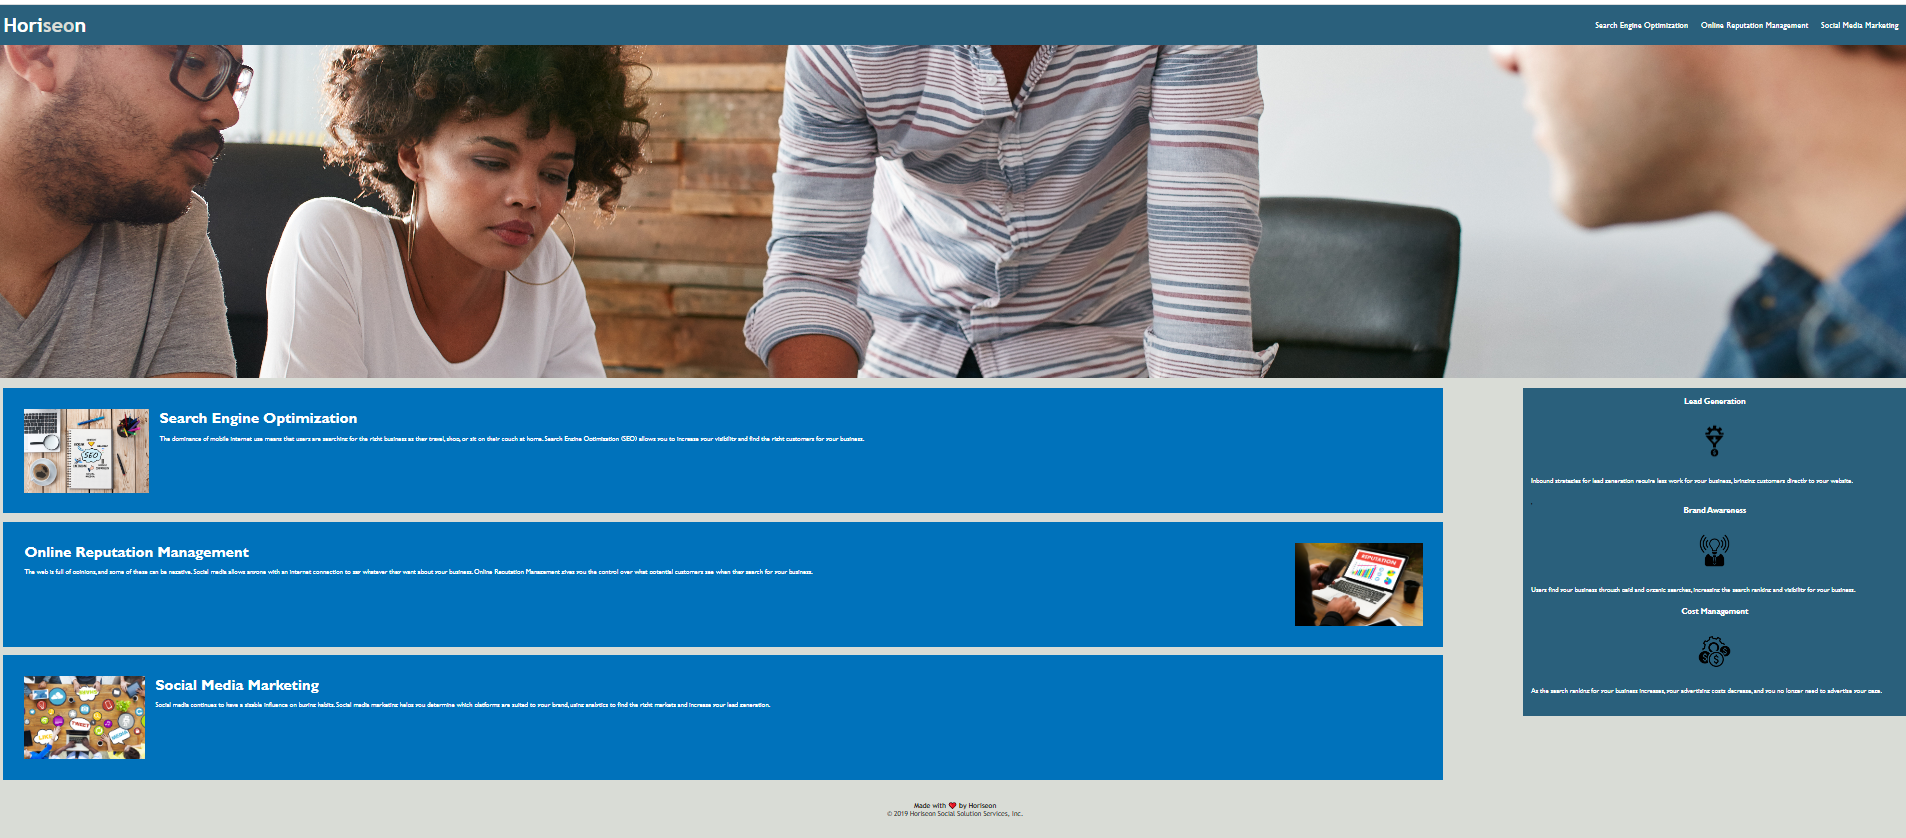 Horiseon
Search Engine Optimization
Online Reputation Management
Social Media Marketing
Search Engine Optimization
The dominance of mobile internet use means that users are searching for the right business as they travel, shop, or sit on their couch at home. Search Engine Optimization (SEO) allows you to increase your visibility and find the right customers for your business.
SEO
Online Reputation Management
The web is full of opinions, and some of these can be negative. Social media allows anyone with an internet connection to say whatever they want about your business. Online Reputation Management gives you the control over what potential customers see when they search for your business.
REPUTATION
Social Media Marketing
Social media continues to have a sizable influence on buying habits. Social media marketing helps you determine which platforms are suited to your brand, using analytics to find the right markets and increase your lead generation.
TWEET
LIKE
MEDIA
Lead Generation
Inbound strategies for lead generation require less work for your business, bringing customers directly to your website.
Brand Awareness
Users find your business through paid and organic searches, increasing the search ranking and visibility for your business.
Cost Management
As the search ranking for your business increases, your advertising costs decrease, and you no longer need to advertise your page.
Made with ❤️ by Horiseon
© 2019 Horiseon Social Solution Services, Inc.